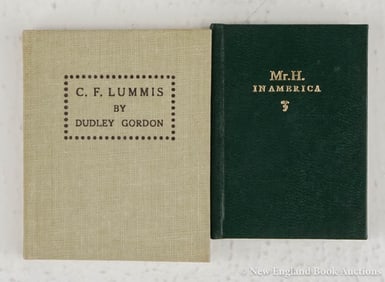 C. F. LUMMIS
BY
DUDLEY GORDON
Mr. H.
IN AMERICA
© New England Book Auctions